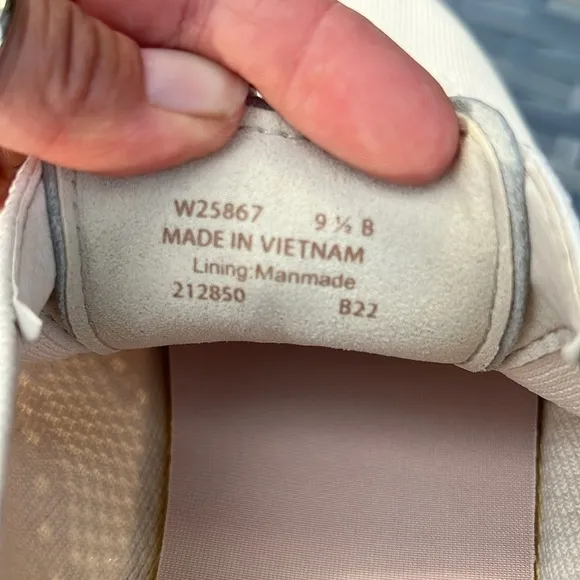 W25867 9 ½ B
MADE IN VIETNAM
Lining:Manmade
212850 B22